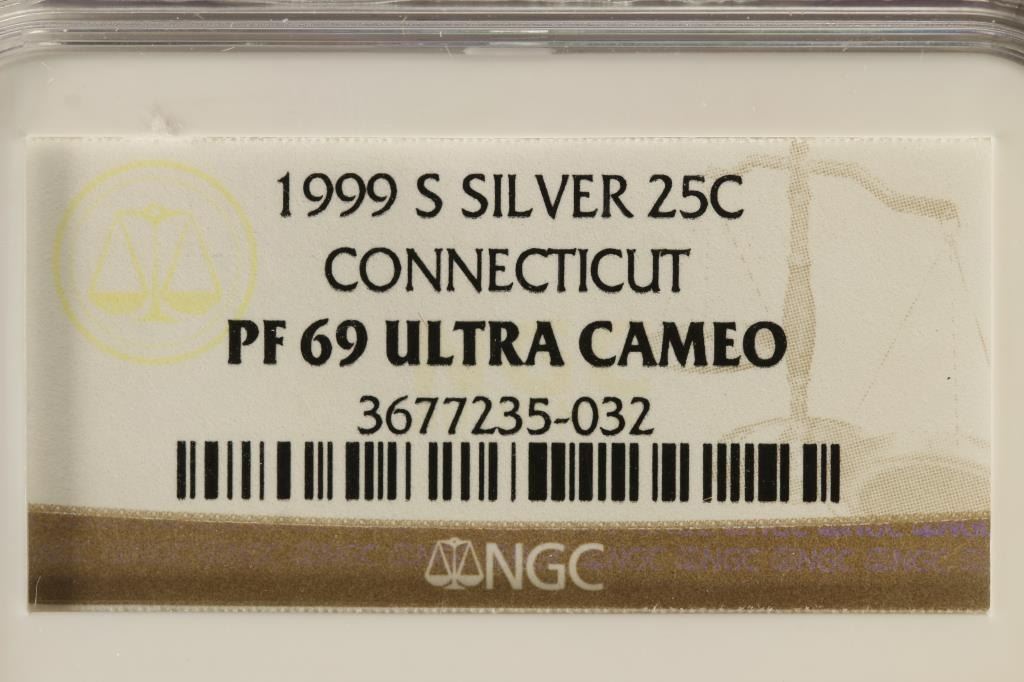 1999 S SILVER 25C
CONNECTICUT
PF 69 ULTRA CAMEO
3677235-032
NGC